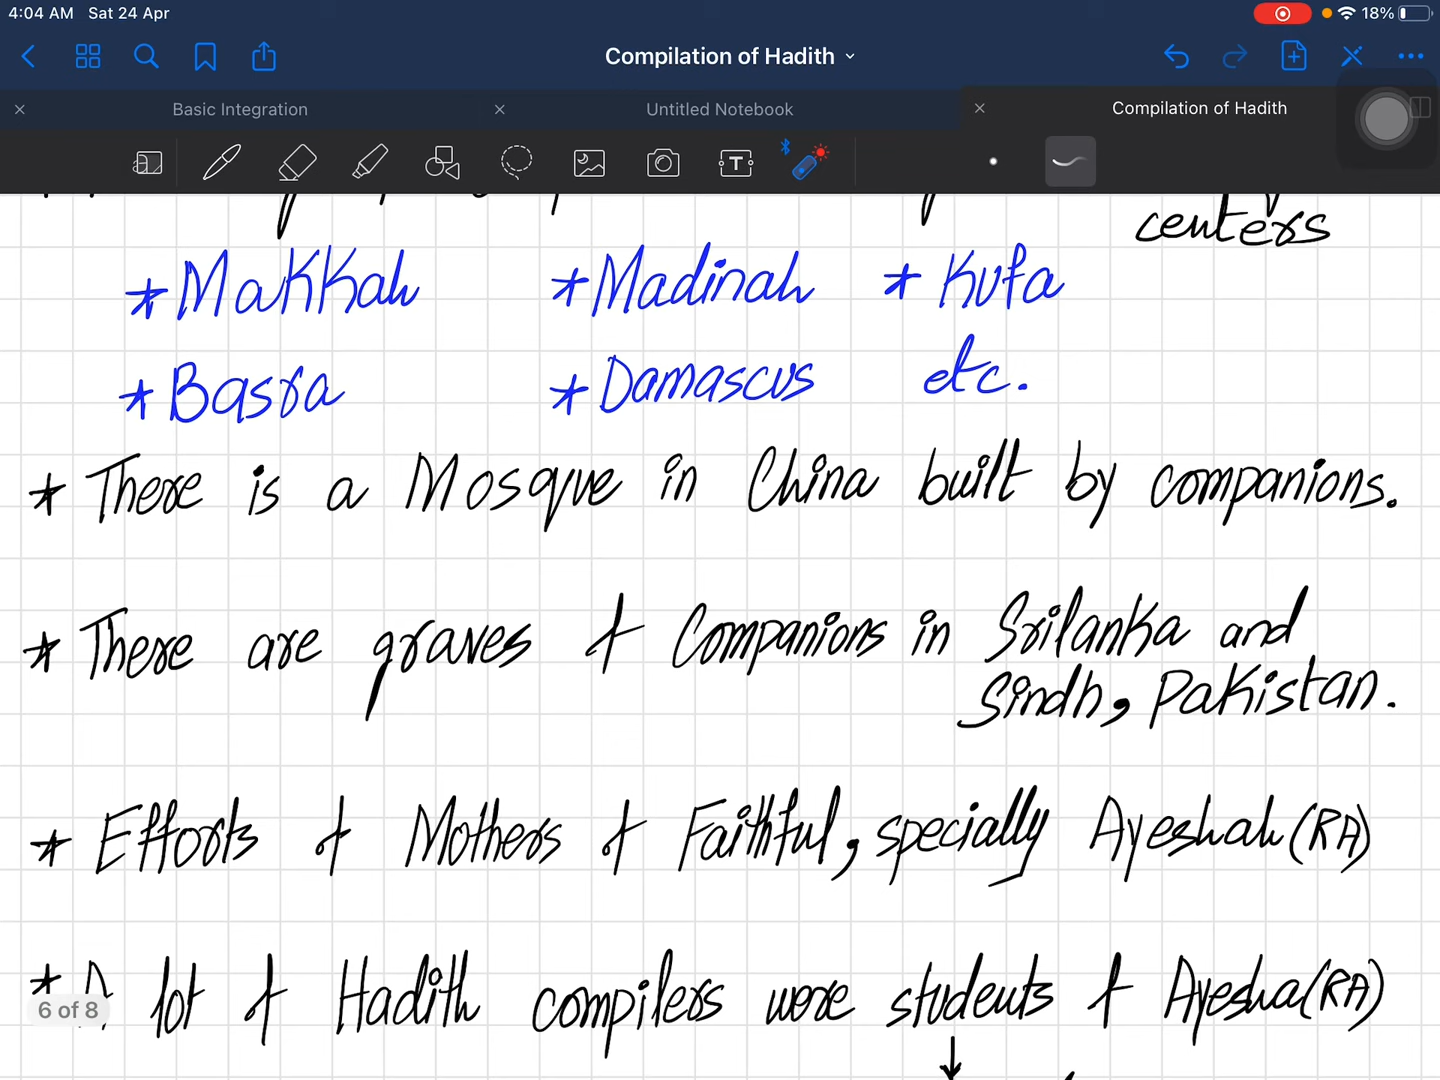 4:04 AM Sat 24 Apr 18%
Compilation of Hadith
Basic Integration Untitled Notebook Compilation of Hadith
centers
* Makkah * Madinah * Kufa
* Basra * Damascus etc.
* There is a Mosque in China built by companions.
* There are graves of Companions in Srilanka and
Sindh, Pakistan.
* Efforts of Mothers of Faithful, specially Ayeshah (RA)
* A lot of Hadith compilers were students of Ayesha (RA)
6 of 8